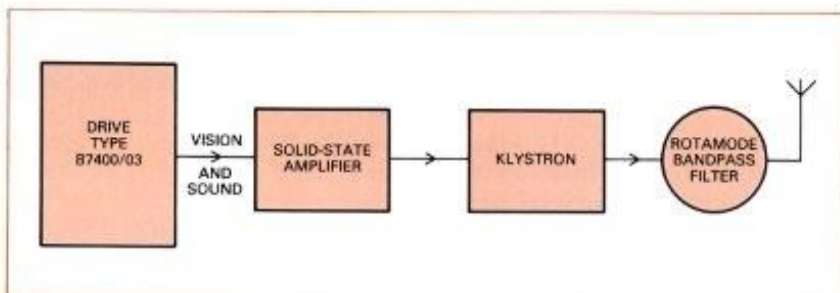 DRIVE
TYPE
B7400/03
VISION
AND
SOUND
SOLID-STATE
AMPLIFIER
KLYSTRON
ROTAMODE
BANDPASS
FILTER